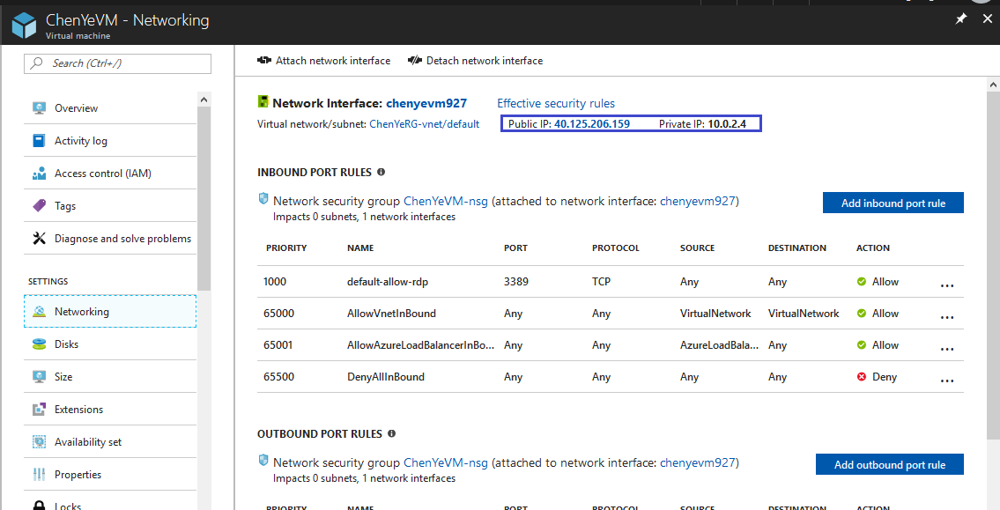 ChenYeVM - Networking
Virtual machine
Search (Ctrl+/)
Overview
Activity log
Access control (IAM)
Tags
Diagnose and solve problems
SETTINGS
Networking
Disks
Size
Extensions
Availability set
Properties
Locks
Attach network interface Detach network interface
Network Interface: chenyevm927 Effective security rules
Virtual network/subnet: ChenYeRG-vnet/default Public IP: 40.125.206.159 Private IP: 10.0.2.4
INBOUND PORT RULES
Network security group ChenYeVM-nsg (attached to network interface: chenyevm927)
Impacts 0 subnets, 1 network interfaces
Add inbound port rule
PRIORITY NAME PORT PROTOCOL SOURCE DESTINATION ACTION
1000 default-allow-rdp 3389 TCP Any Any Allow ...
65000 AllowVnetInBound Any Any VirtualNetwork VirtualNetwork Allow ...
65001 AllowAzureLoadBalancerInBo... Any Any AzureLoadBala... Any Allow ...
65500 DenyAllInBound Any Any Any Any Deny ...
OUTBOUND PORT RULES
Network security group ChenYeVM-nsg (attached to network interface: chenyevm927)
Impacts 0 subnets, 1 network interfaces
Add outbound port rule
PRIORITY NAME PORT PROTOCOL SOURCE DESTINATION ACTION